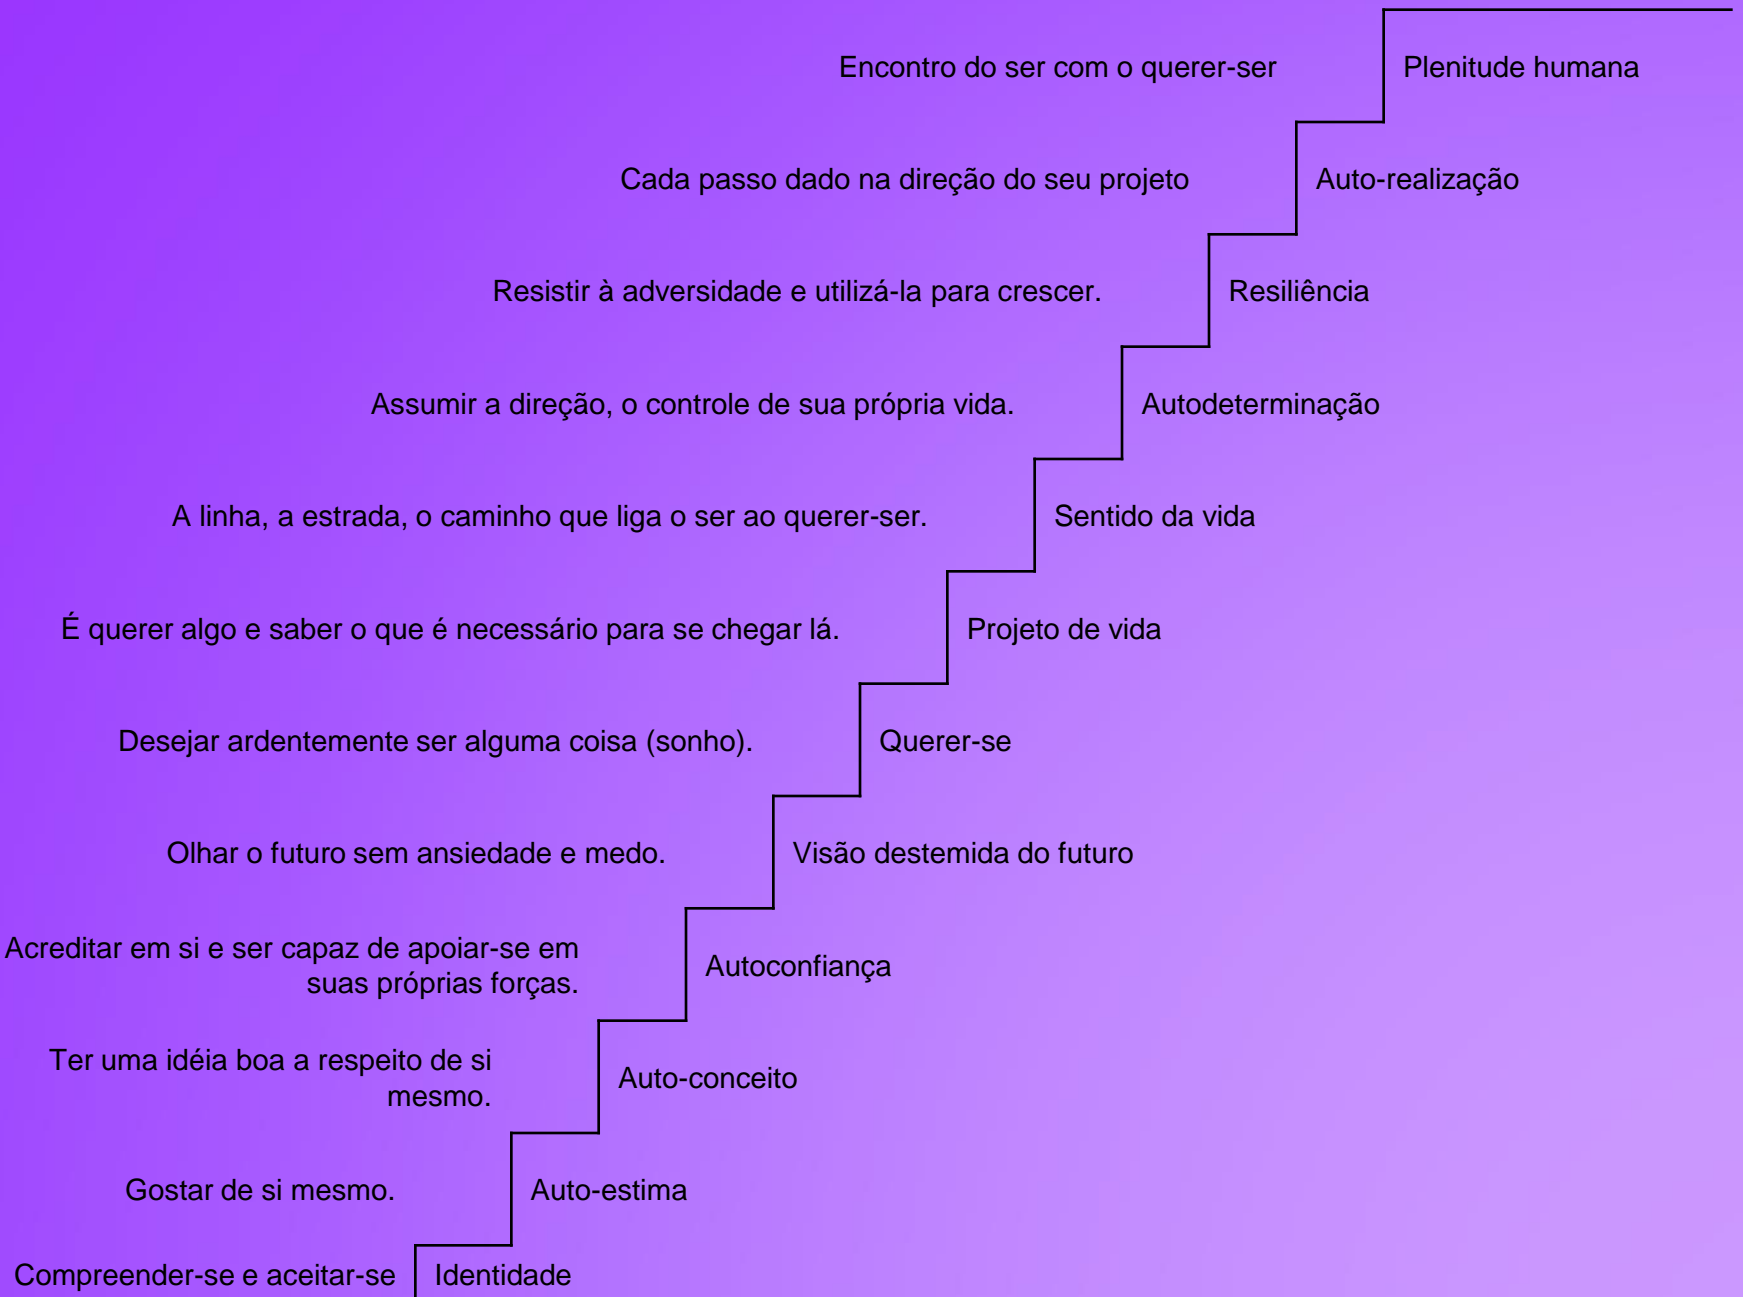 Encontro do ser com o querer-ser
Plenitude humana
Cada passo dado na direção do seu projeto
Auto-realização
Resistir à adversidade e utilizá-la para crescer.
Resiliência
Assumir a direção, o controle de sua própria vida.
Autodeterminação
A linha, a estrada, o caminho que liga o ser ao querer-ser.
Sentido da vida
É querer algo e saber o que é necessário para se chegar lá.
Projeto de vida
Desejar ardentemente ser alguma coisa (sonho).
Querer-se
Olhar o futuro sem ansiedade e medo.
Visão destemida do futuro
Acreditar em si e ser capaz de apoiar-se em
suas próprias forças.
Autoconfiança
Ter uma idéia boa a respeito de si
mesmo.
Auto-conceito
Gostar de si mesmo.
Auto-estima
Compreender-se e aceitar-se
Identidade